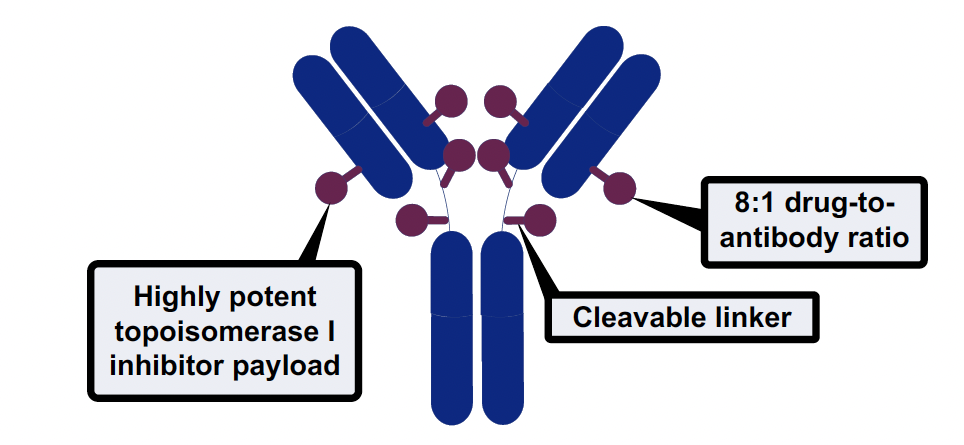 8:1 drug-to-
antibody ratio
Highly potent
topoisomerase I
inhibitor payload
Cleavable linker